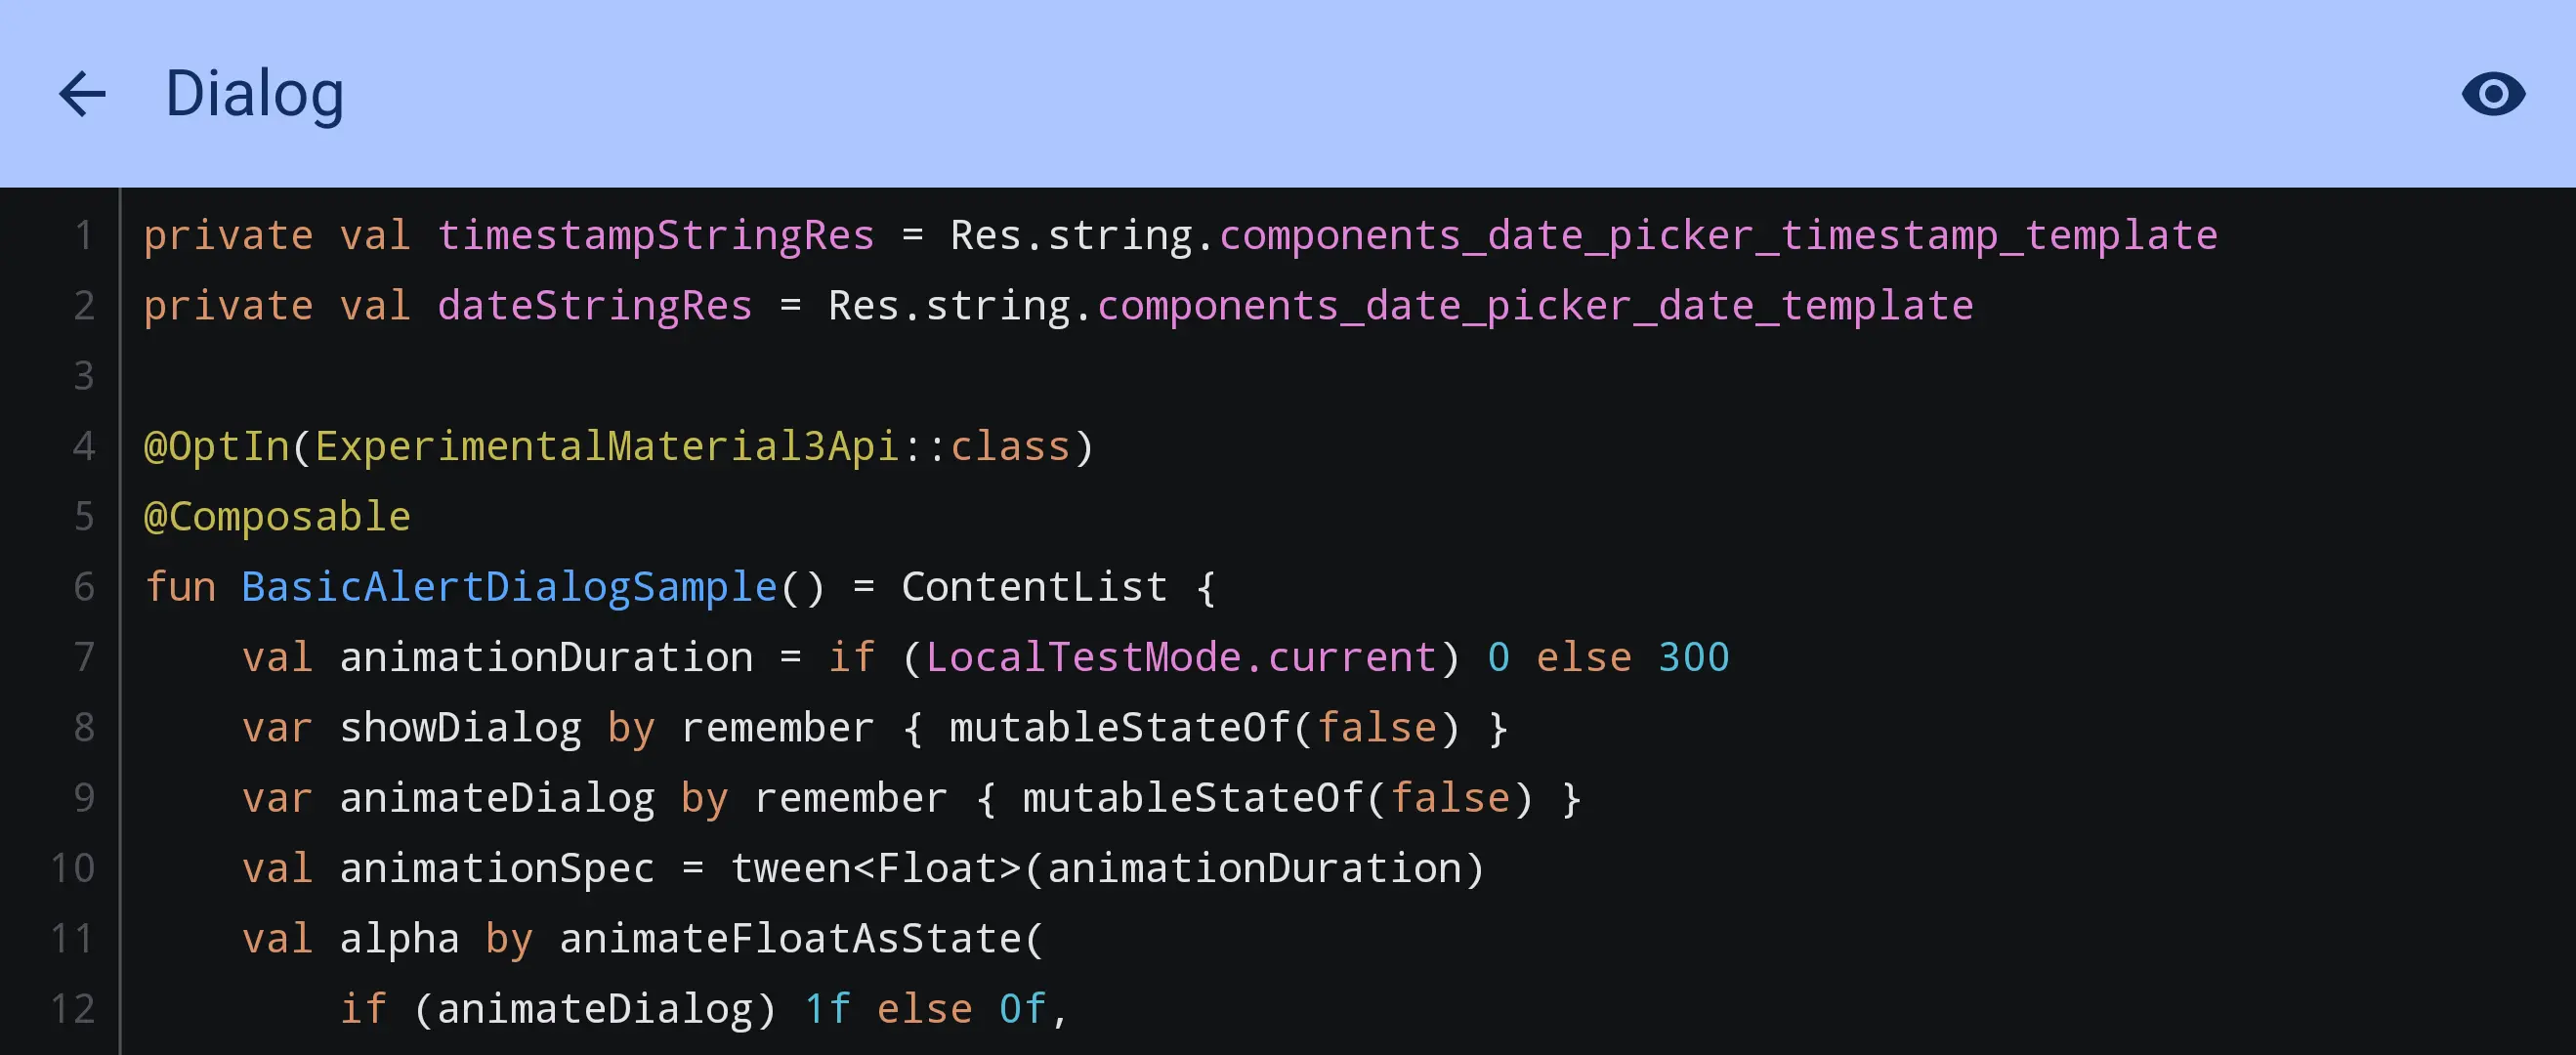 Dialog
1 private val timestampStringRes = Res.string.components_date_picker_timestamp_template
2 private val dateStringRes = Res.string.components_date_picker_date_template
3
4 @OptIn(ExperimentalMaterial3Api::class)
5 @Composable
6 fun BasicAlertDialogSample() = ContentList {
7     val animationDuration = if (LocalTestMode.current) 0 else 300
8     var showDialog by remember { mutableStateOf(false) }
9     var animateDialog by remember { mutableStateOf(false) }
10     val animationSpec = tween<Float>(animationDuration)
11     val alpha by animateFloatAsState(
12         if (animateDialog) 1f else 0f,